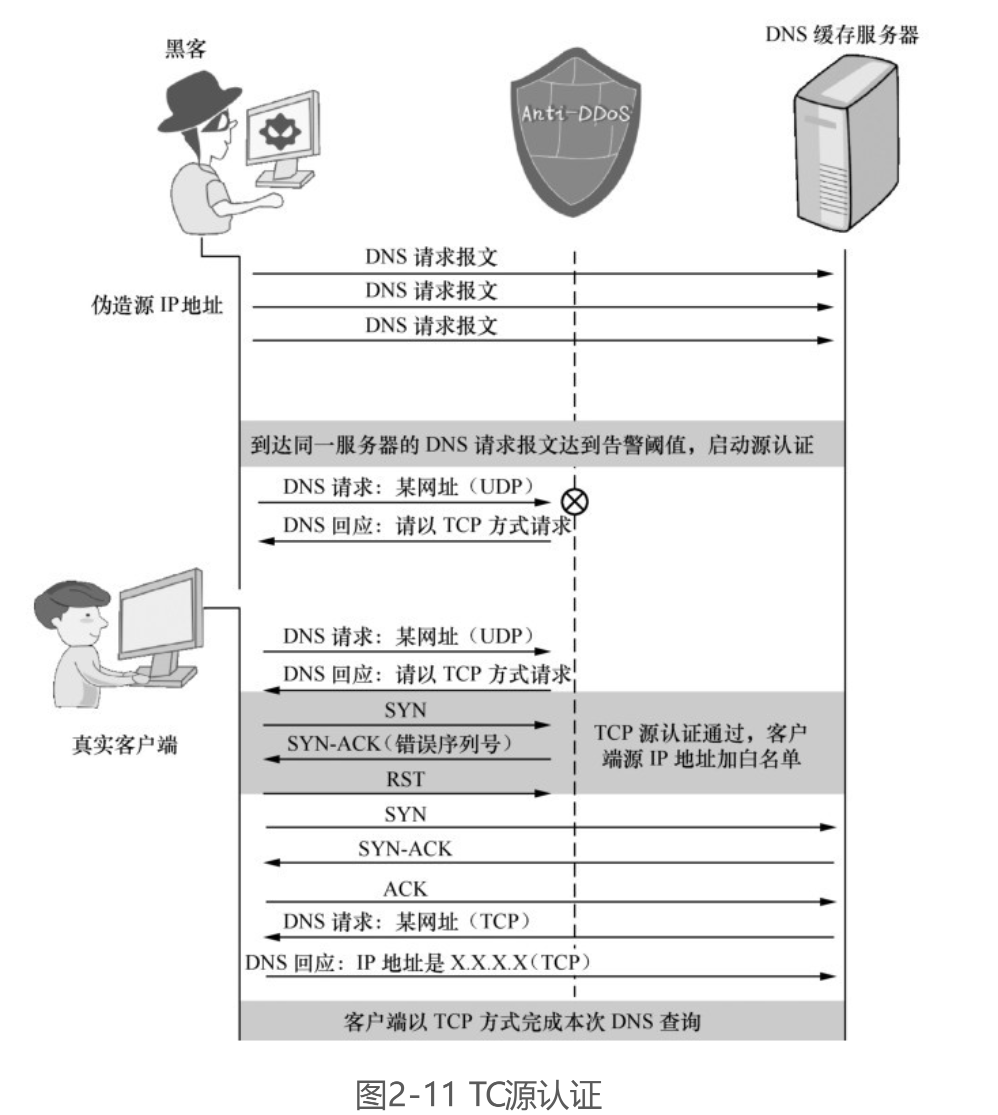 黑客
DNS 缓存服务器
Anti-DDoS
DNS 请求报文
伪造源 IP 地址
DNS 请求报文
DNS 请求报文
到达同一服务器的 DNS 请求报文达到告警阈值，启动源认证
DNS 请求：某网址（UDP）
DNS 回应：请以 TCP 方式请求
DNS 请求：某网址（UDP）
DNS 回应：请以 TCP 方式请求
真实客户端
SYN
SYN-ACK（错误序列号）
RST
TCP 源认证通过，客户
端源 IP 地址加白名单
SYN
SYN-ACK
ACK
DNS 请求：某网址（TCP）
DNS 回应：IP 地址是 X.X.X.X（TCP）
客户端以 TCP 方式完成本次 DNS 查询
图2-11 TC源认证